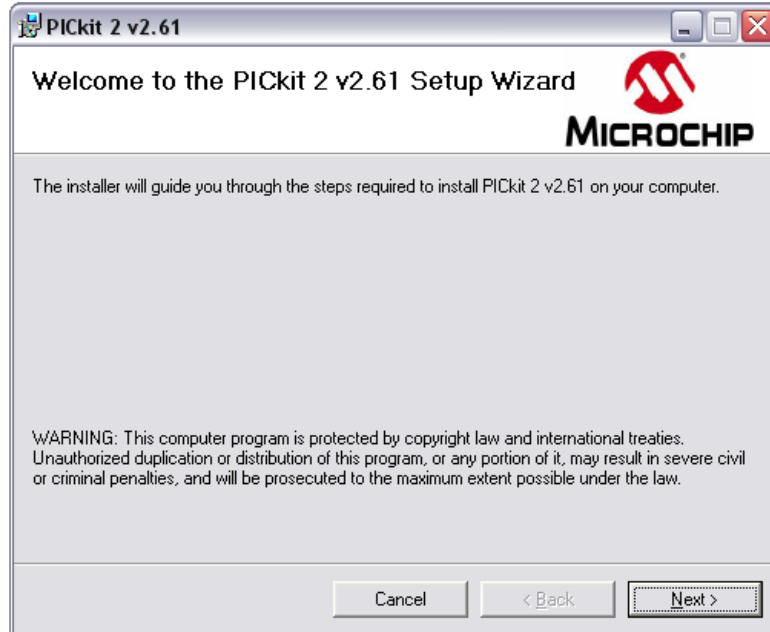 PICkit 2 v2.61
Welcome to the PICkit 2 v2.61 Setup Wizard
MICROCHIP
The installer will guide you through the steps required to install PICkit 2 v2.61 on your computer.
WARNING: This computer program is protected by copyright law and international treaties.
Unauthorized duplication or distribution of this program, or any portion of it, may result in severe civil
or criminal penalties, and will be prosecuted to the maximum extent possible under the law.
Cancel < Back Next >